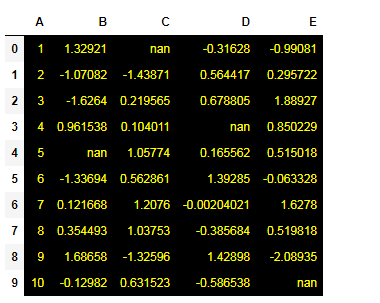 A B C D E
0 1 1.32921 nan -0.31628 -0.99081
1 2 -1.07082 -1.43871 0.564417 0.295722
2 3 -1.6264 0.219565 0.678805 1.88927
3 4 0.961538 0.104011 nan 0.850229
4 5 nan 1.05774 0.165562 0.515018
5 6 -1.33694 0.562861 1.39285 -0.063328
6 7 0.121668 1.2076 -0.00204021 1.6278
7 8 0.354493 1.03753 -0.385684 0.519818
8 9 1.68658 -1.32596 1.42898 -2.08935
9 10 -0.12982 0.631523 -0.586538 nan